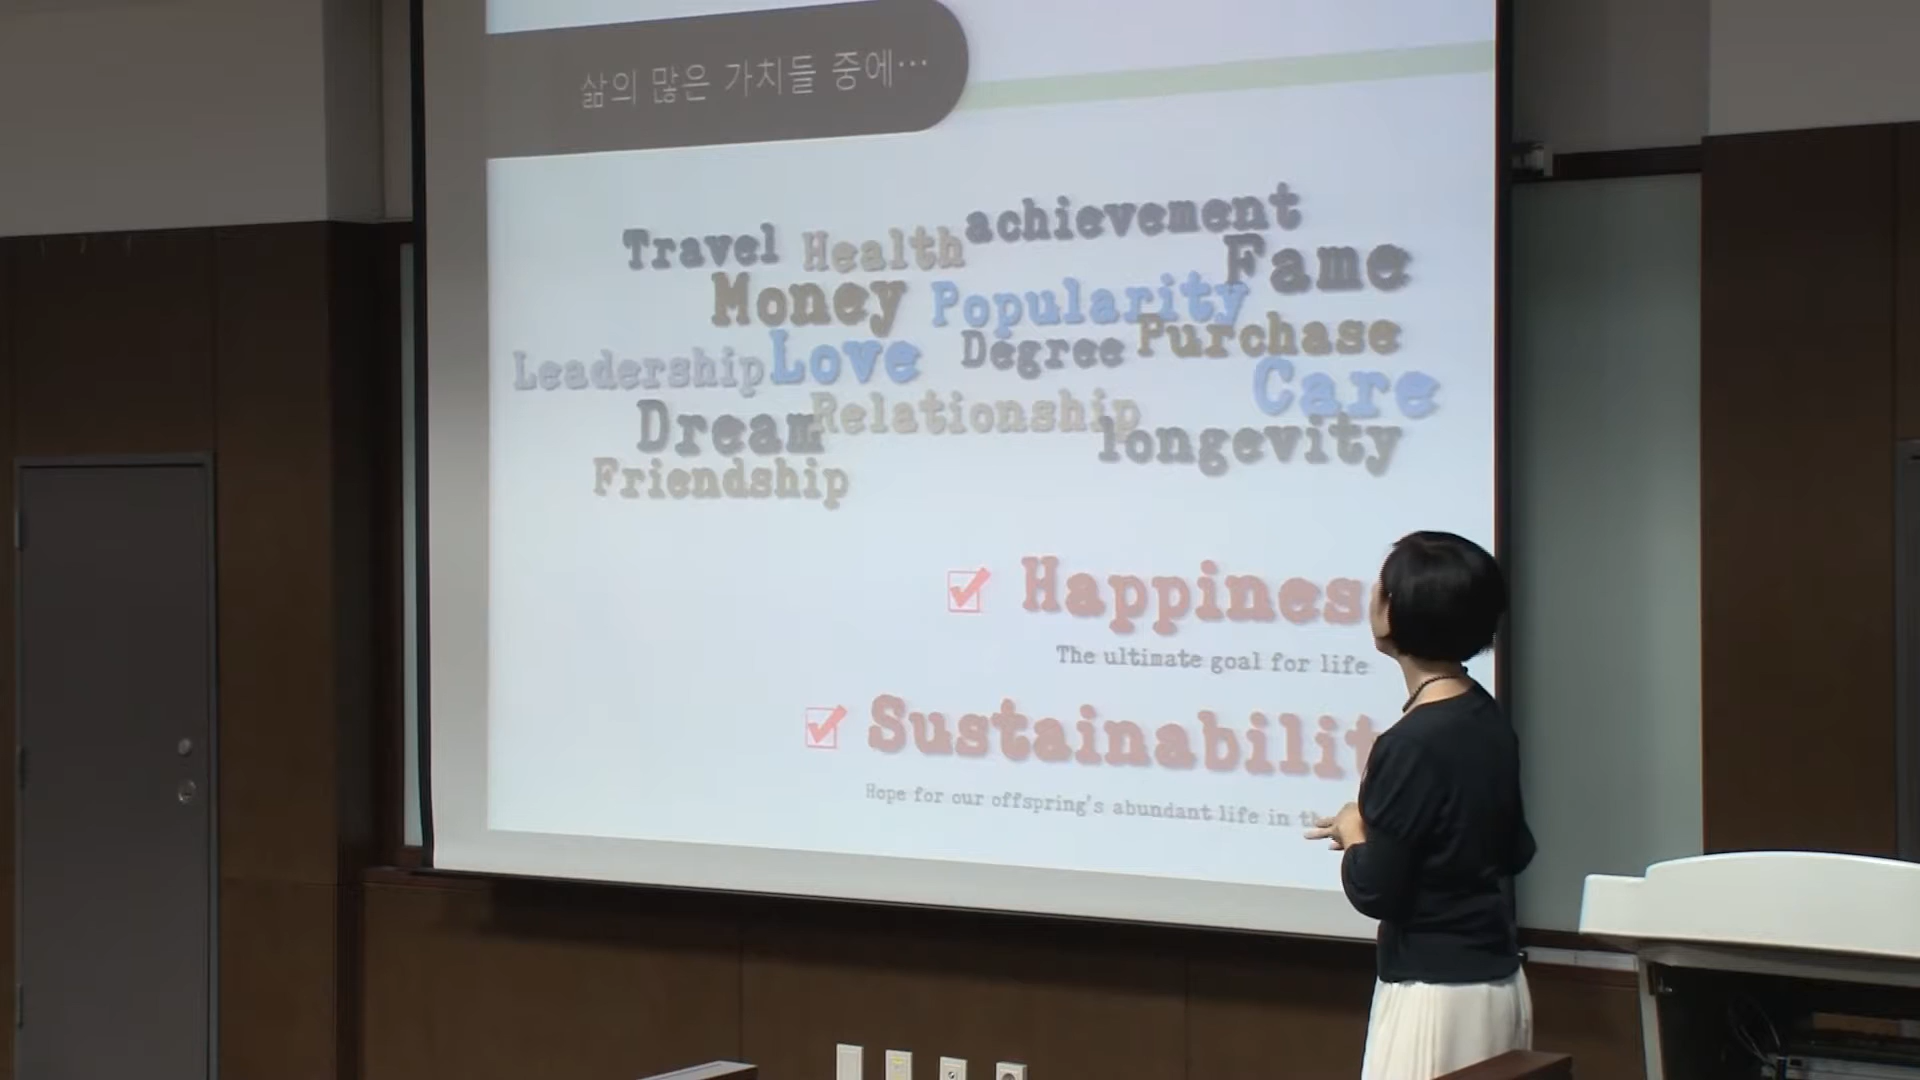 삶의 많은 가치들 중에…
Travel Health achievement
Money Popularity Fame
Leadership Love Degree Purchase
Dream Relationship Care
Friendship longevity
Happines
The ultimate goal for life
Sustainabilit
Hope for our offspring's abundant life in th